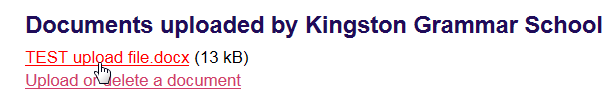 Documents uploaded by Kingston Grammar School
TEST upload file.docx (13 kB)
Upload or delete a document